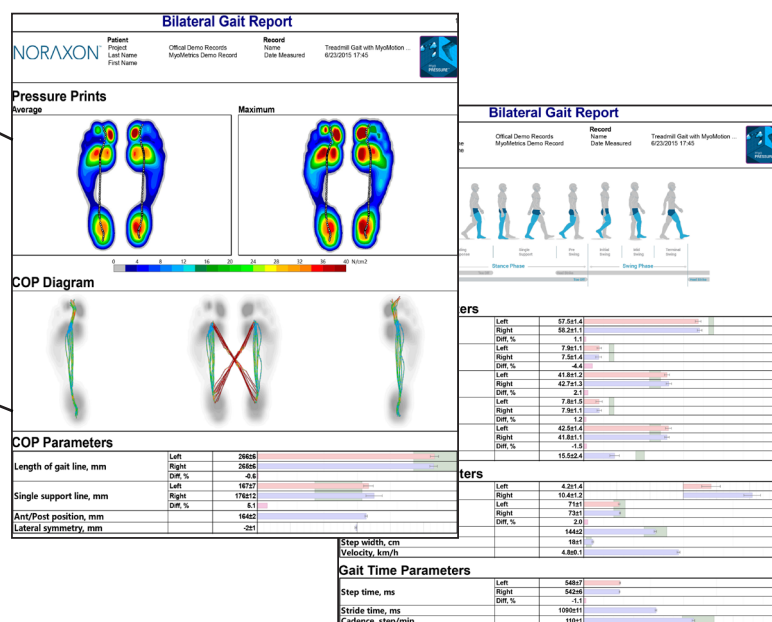 Bilateral Gait Report
NORAXON
Patient
Project Offical Demo Records
Last Name MyoMetrics Demo Record
First Name
Record
Name Treadmill Gait with MyoMotion ...
Date Measured 6/23/2015 17:45
PRESSURE
Pressure Prints
Average Maximum
0 4 8 12 16 20 24 28 32 36 40 N/cm2
COP Diagram
COP Parameters
Length of gait line, mm
Left 266±6
Right 265±6
Diff, % -0.6
Single support line, mm
Left 167±7
Right 176±12
Diff, % 5.1
Ant/Post position, mm 164±2
Lateral symmetry, mm -2±1
Bilateral Gait Report
Offical Demo Records
MyoMetrics Demo Record
Record
Name Treadmill Gait with MyoMotion ...
Date Measured 6/23/2015 17:45
PRESSURE
Single Support
Pre Swing
Initial Swing
Mid Swing
Terminal Swing
Stance Phase Swing Phase
ers
Left 57.5±1.4
Right 58.2±1.1
Diff, % 1.1
Left 7.9±1.1
Right 7.5±1.4
Diff, % -4.4
Left 41.8±1.2
Right 42.7±1.3
Diff, % 2.1
Left 7.8±1.5
Right 7.9±1.1
Diff, % 1.2
Left 42.5±1.4
Right 41.8±1.1
Diff, % -1.5
15.5±2.4
ters
Left 4.2±1.4
Right 10.4±1.2
Left 71±1
Right 73±1
Diff, % 2.0
144±2
Step width, cm 18±1
Velocity, km/h 4.8±0.1
Gait Time Parameters
Step time, ms
Left 548±7
Right 542±6
Diff, % -1.1
Stride time, ms 1090±11
Cadence, step/min 110±1